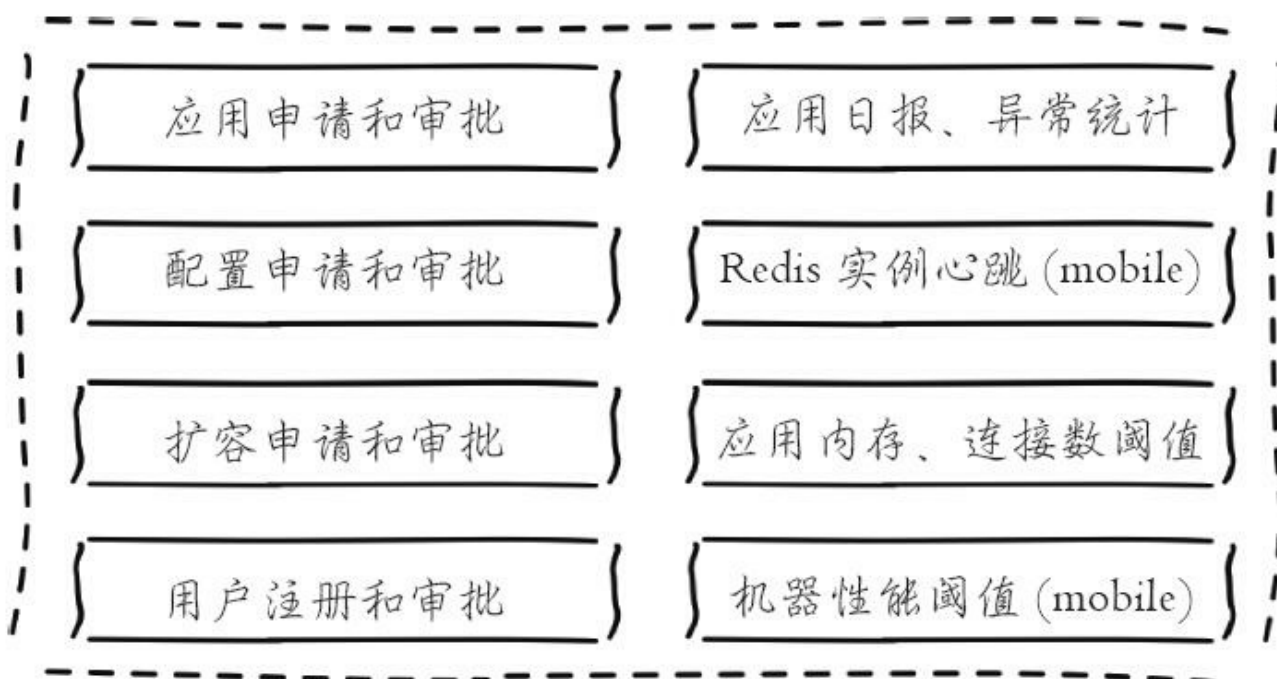 应用申请和审批
应用日报、异常统计
配置申请和审批
Redis 实例心跳 (mobile)
扩容申请和审批
应用内存、连接数阈值
用户注册和审批
机器性能阈值 (mobile)